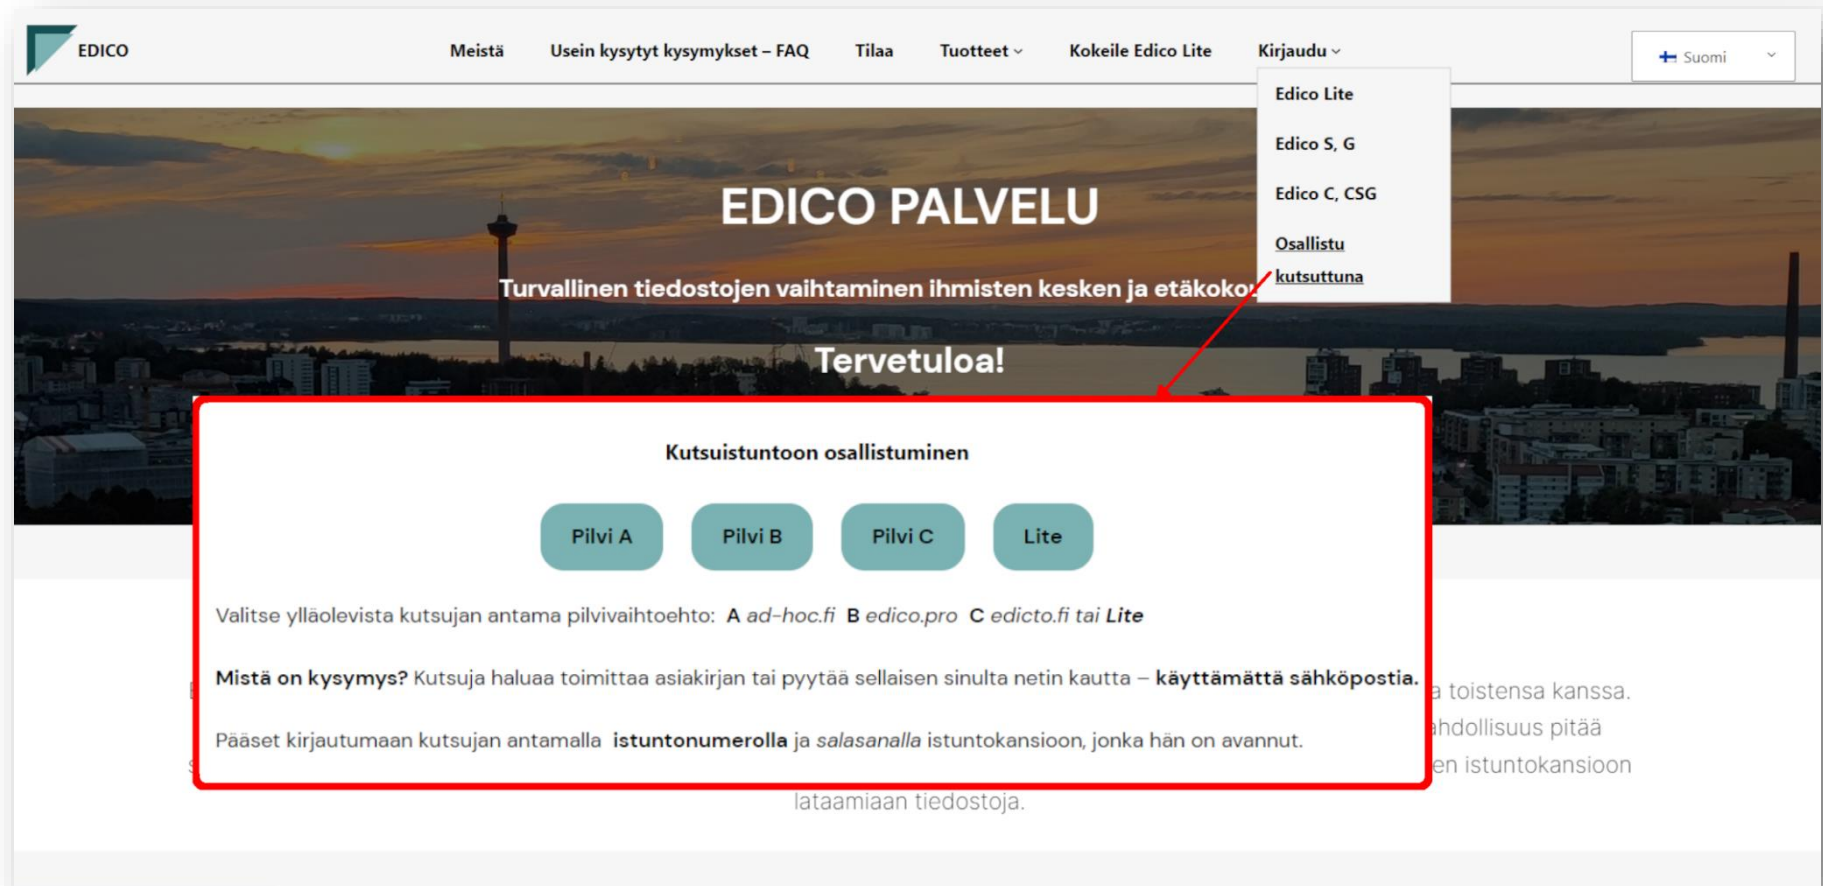 EDICO
Meistä
Usein kysytyt kysymykset – FAQ
Tilaa
Tuotteet
Kokeile Edico Lite
Kirjaudu
Suomi
Edico Lite
Edico S, G
Edico C, CSG
Osallistu
kutsuttuna
EDICO PALVELU
Turvallinen tiedostojen vaihtaminen ihmisten kesken ja
Tervetuloa!
Kutsuistuntoon osallistuminen
Pilvi A
Pilvi B
Pilvi C
Lite
Valitse ylläolevista kutsujan antama pilvivaihtoehto: A ad-hoc.fi B edico.pro C edicto.fi tai Lite
Mistä on kysymys? Kutsuja haluaa toimittaa asiakirjan tai pyytää sellaisen sinulta netin kautta – käyttämättä sähköpostia.
toistensa kanssa.
pitää
Pääset kirjautumaan kutsujan antamalla istuntonumerolla ja salasanalla istuntokansioon, jonka hän on avannut.
istuntokansioon
lataamiaan tiedostoja.